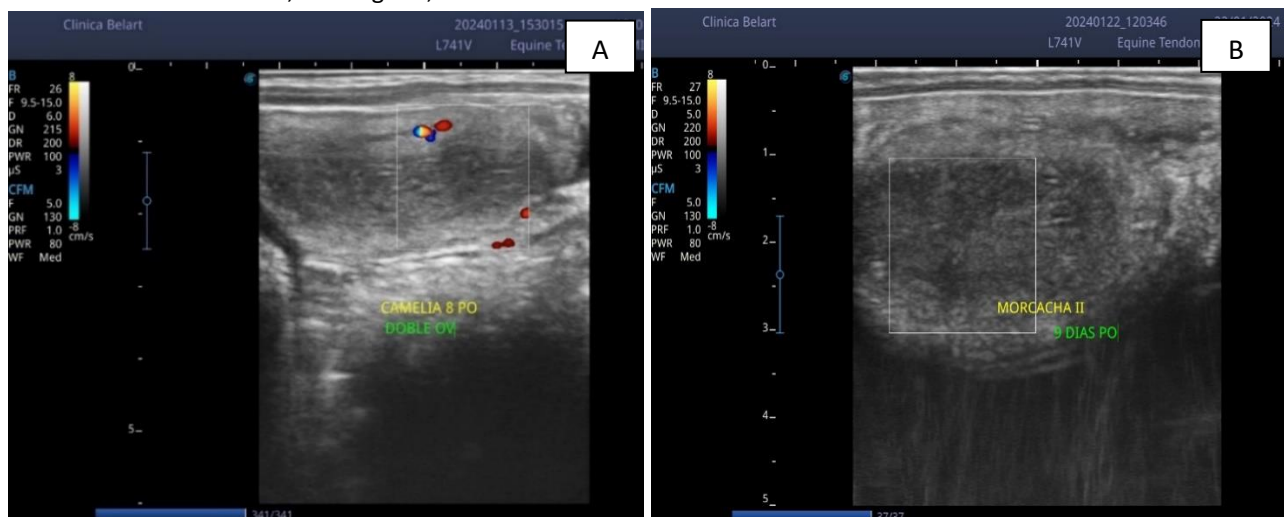 Clinica Belart
20240113_153015
L741V Equine Te
A
B
8
FR 26
F 9.5-15.0
D 6.0
GN 215
DR 200
PWR 100
µS 3
CFM
F 5.0
GN 130
PRF 1.0
PWR 80
WF Med
-8
cm/s
0
5
CAMELIA 8 PO
DOBLE OV
341/341
Clinica Belart
20240122_120346
L741V Equine Tendon
B
B
8
FR 27
F 9.5-15.0
D 5.0
GN 220
DR 200
PWR 100
µS 3
CFM
F 5.0
GN 130
PRF 1.0
PWR 80
WF Med
-8
cm/s
0
1
2
3
4
5
MORCACHA II
9 DIAS PO
37/37